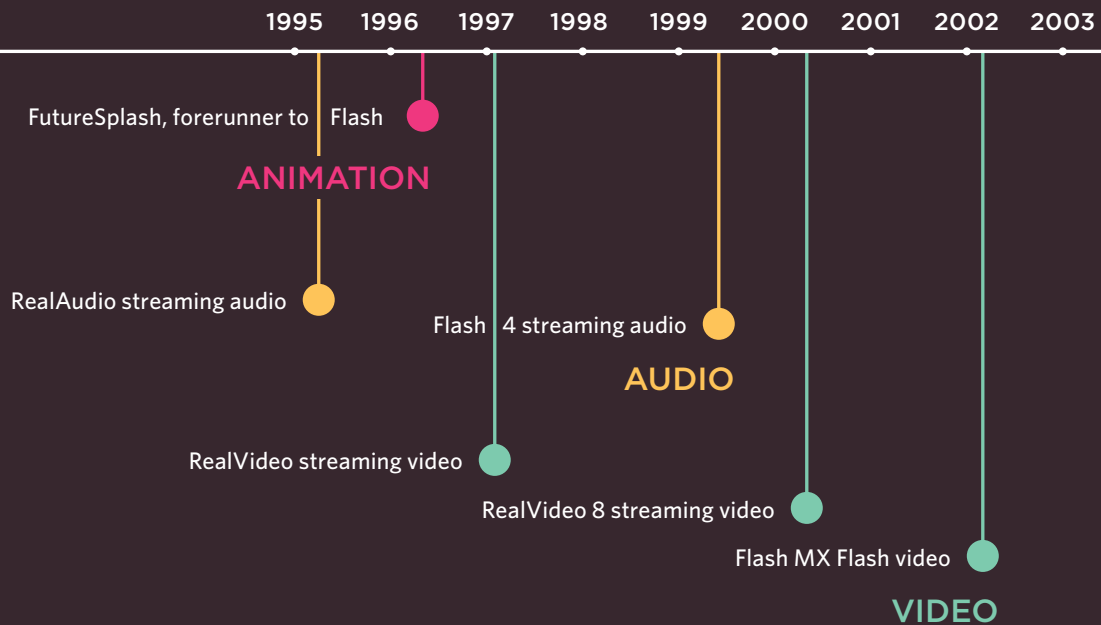 1995 1996 1997 1998 1999 2000 2001 2002 2003
FutureSplash, forerunner to Flash
ANIMATION
RealAudio streaming audio
Flash 4 streaming audio
AUDIO
RealVideo streaming video
RealVideo 8 streaming video
Flash MX Flash video
VIDEO